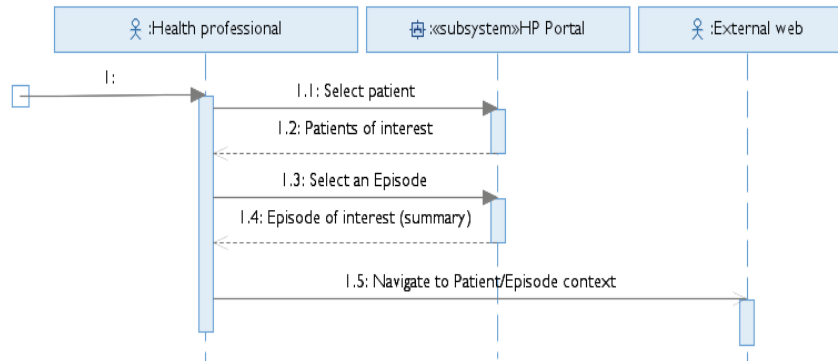 :Health professional
:«subsystem»HP Portal
:External web
1:
1.1: Select patient
1.2: Patients of interest
1.3: Select an Episode
1.4: Episode of interest (summary)
1.5: Navigate to Patient/Episode context